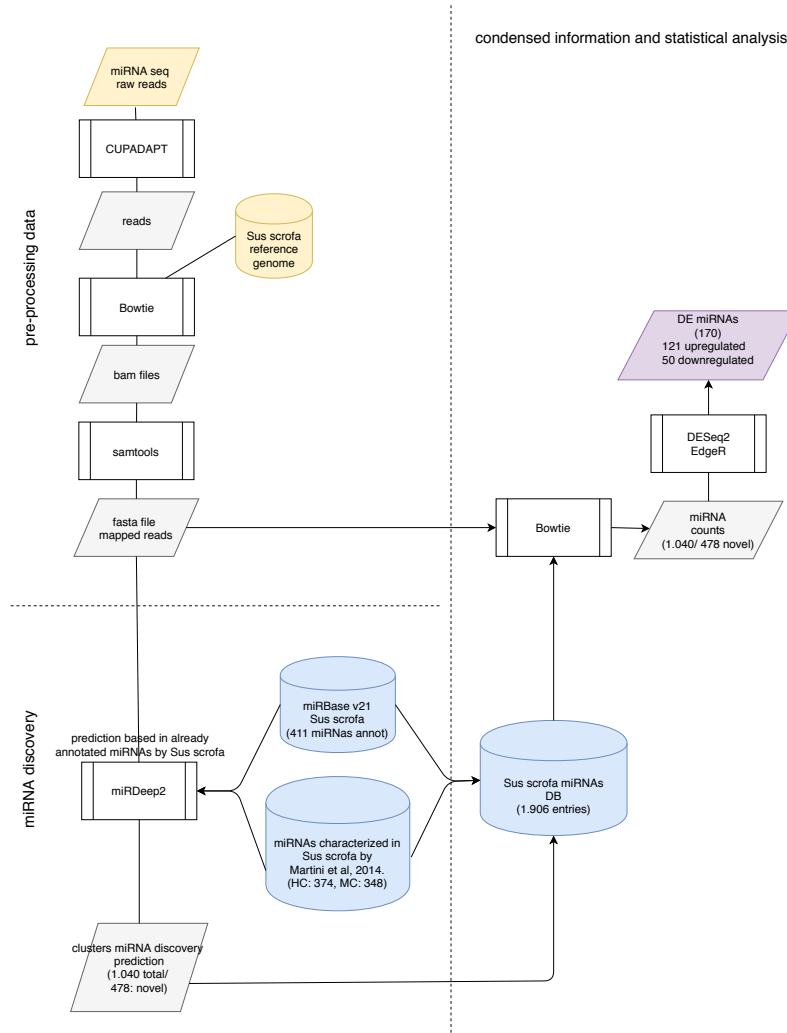 condensed information and statistical analysis
pre-processing data
miRNA seq
raw reads
CUPADAPT
reads
Sus scrofa
reference
genome
Bowtie
bam files
samtools
fasta file
mapped reads
DE miRNAs
(170)
121 upregulated
50 downregulated
DESeq2
EdgeR
Bowtie
miRNA
counts
(1.040/ 478 novel)
miRNA discovery
prediction based in already
annotated miRNAs by Sus scrofa
miRDeep2
miRBase v21
Sus scrofa
(411 miRNas annot)
miRNAs characterized in
Sus scrofa by
Martini et al, 2014.
(HC: 374, MC: 348)
Sus scrofa miRNAs
DB
(1.906 entries)
clusters miRNA discovery
prediction
(1.040 total/
478: novel)